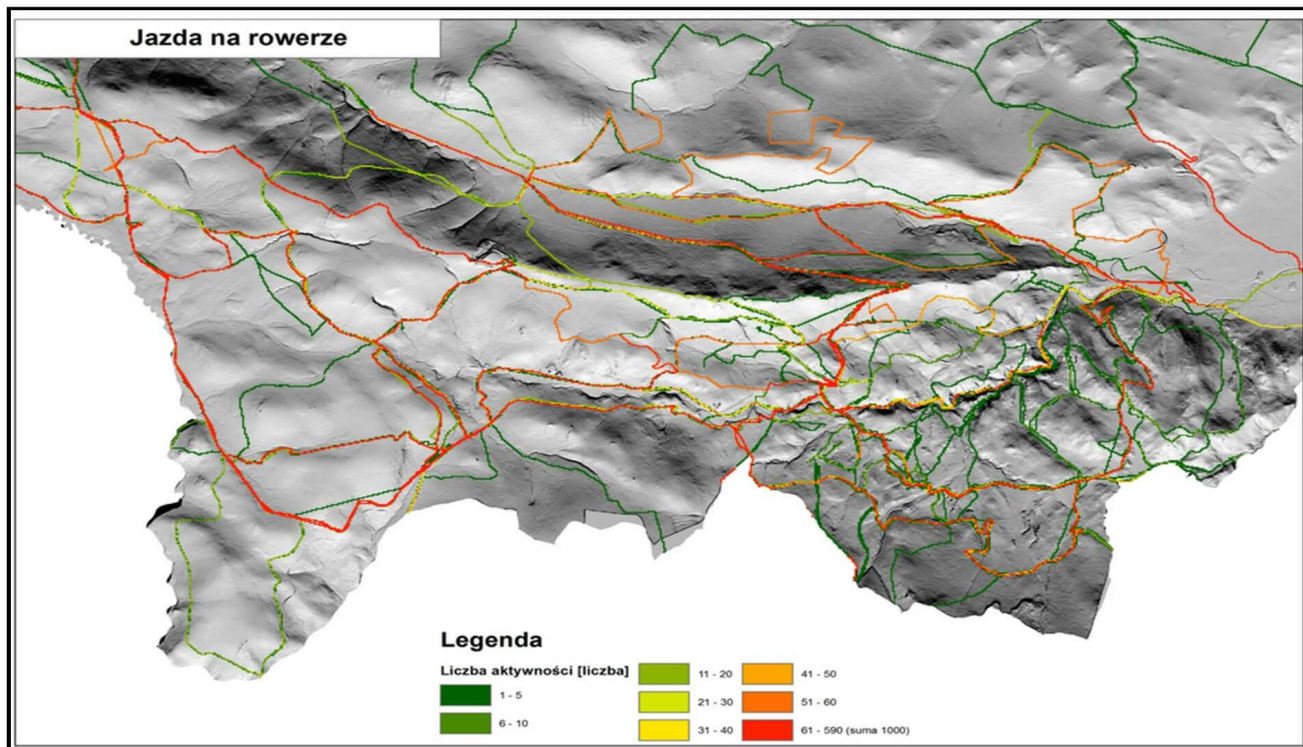 Jazda na rowerze
Legenda
Liczba aktywności [liczba]
1 - 5
6 - 10
11 - 20
21 - 30
31 - 40
41 - 50
51 - 60
61 - 590 (suma 1000)